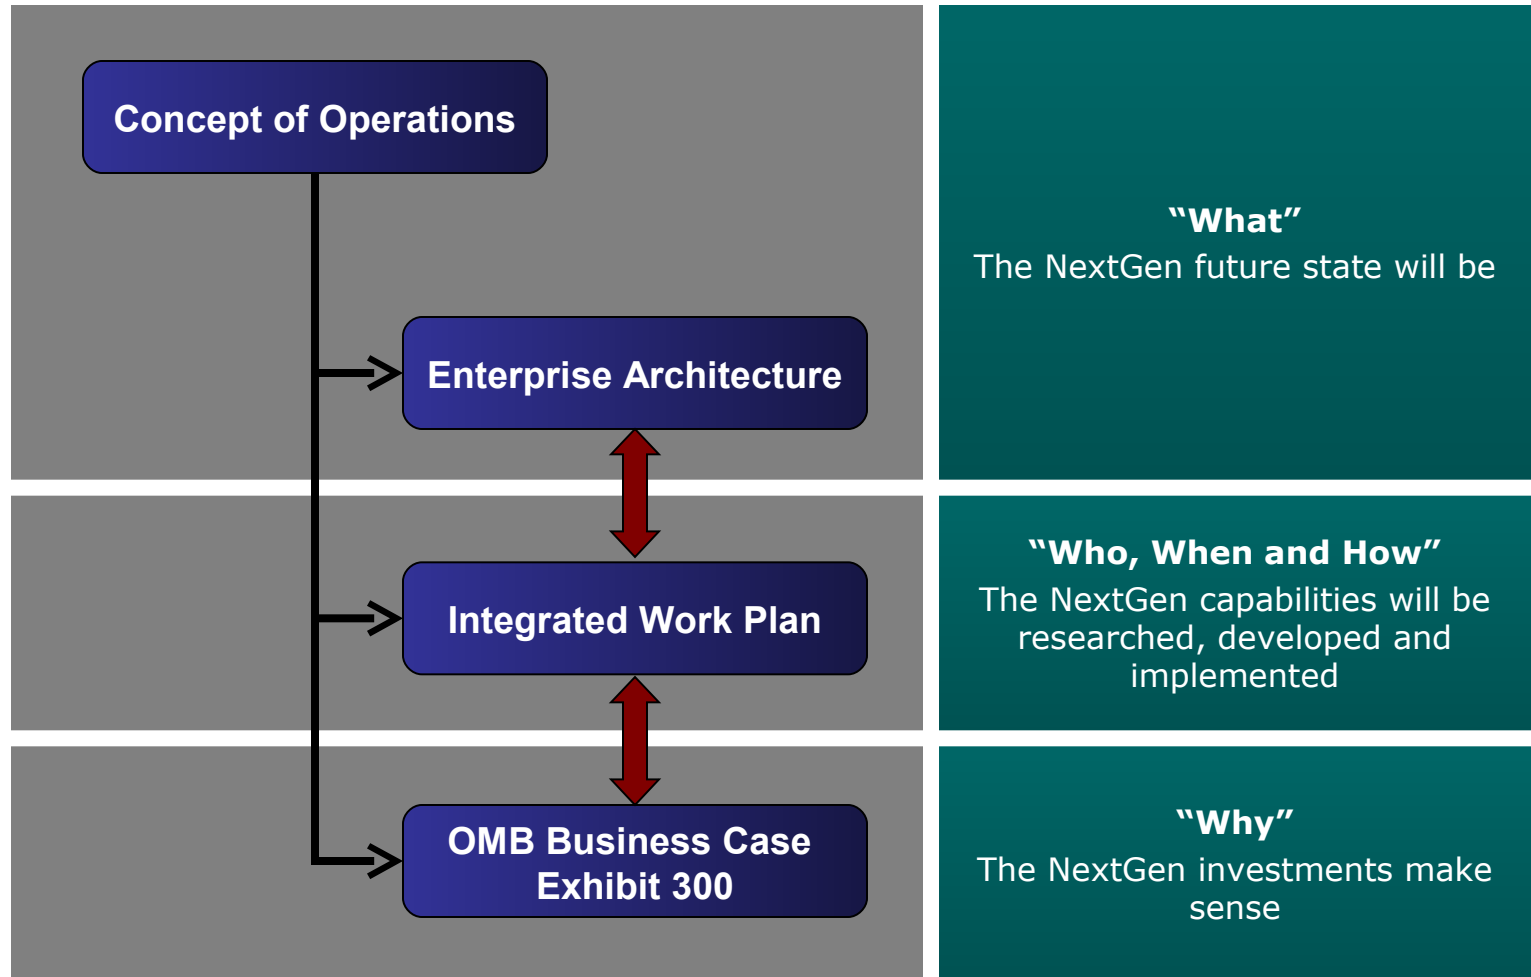 Concept of Operations
“What”
The NextGen future state will be
Enterprise Architecture
“Who, When and How”
The NextGen capabilities will be
researched, developed and
implemented
Integrated Work Plan
“Why”
The NextGen investments make
sense
OMB Business Case
Exhibit 300